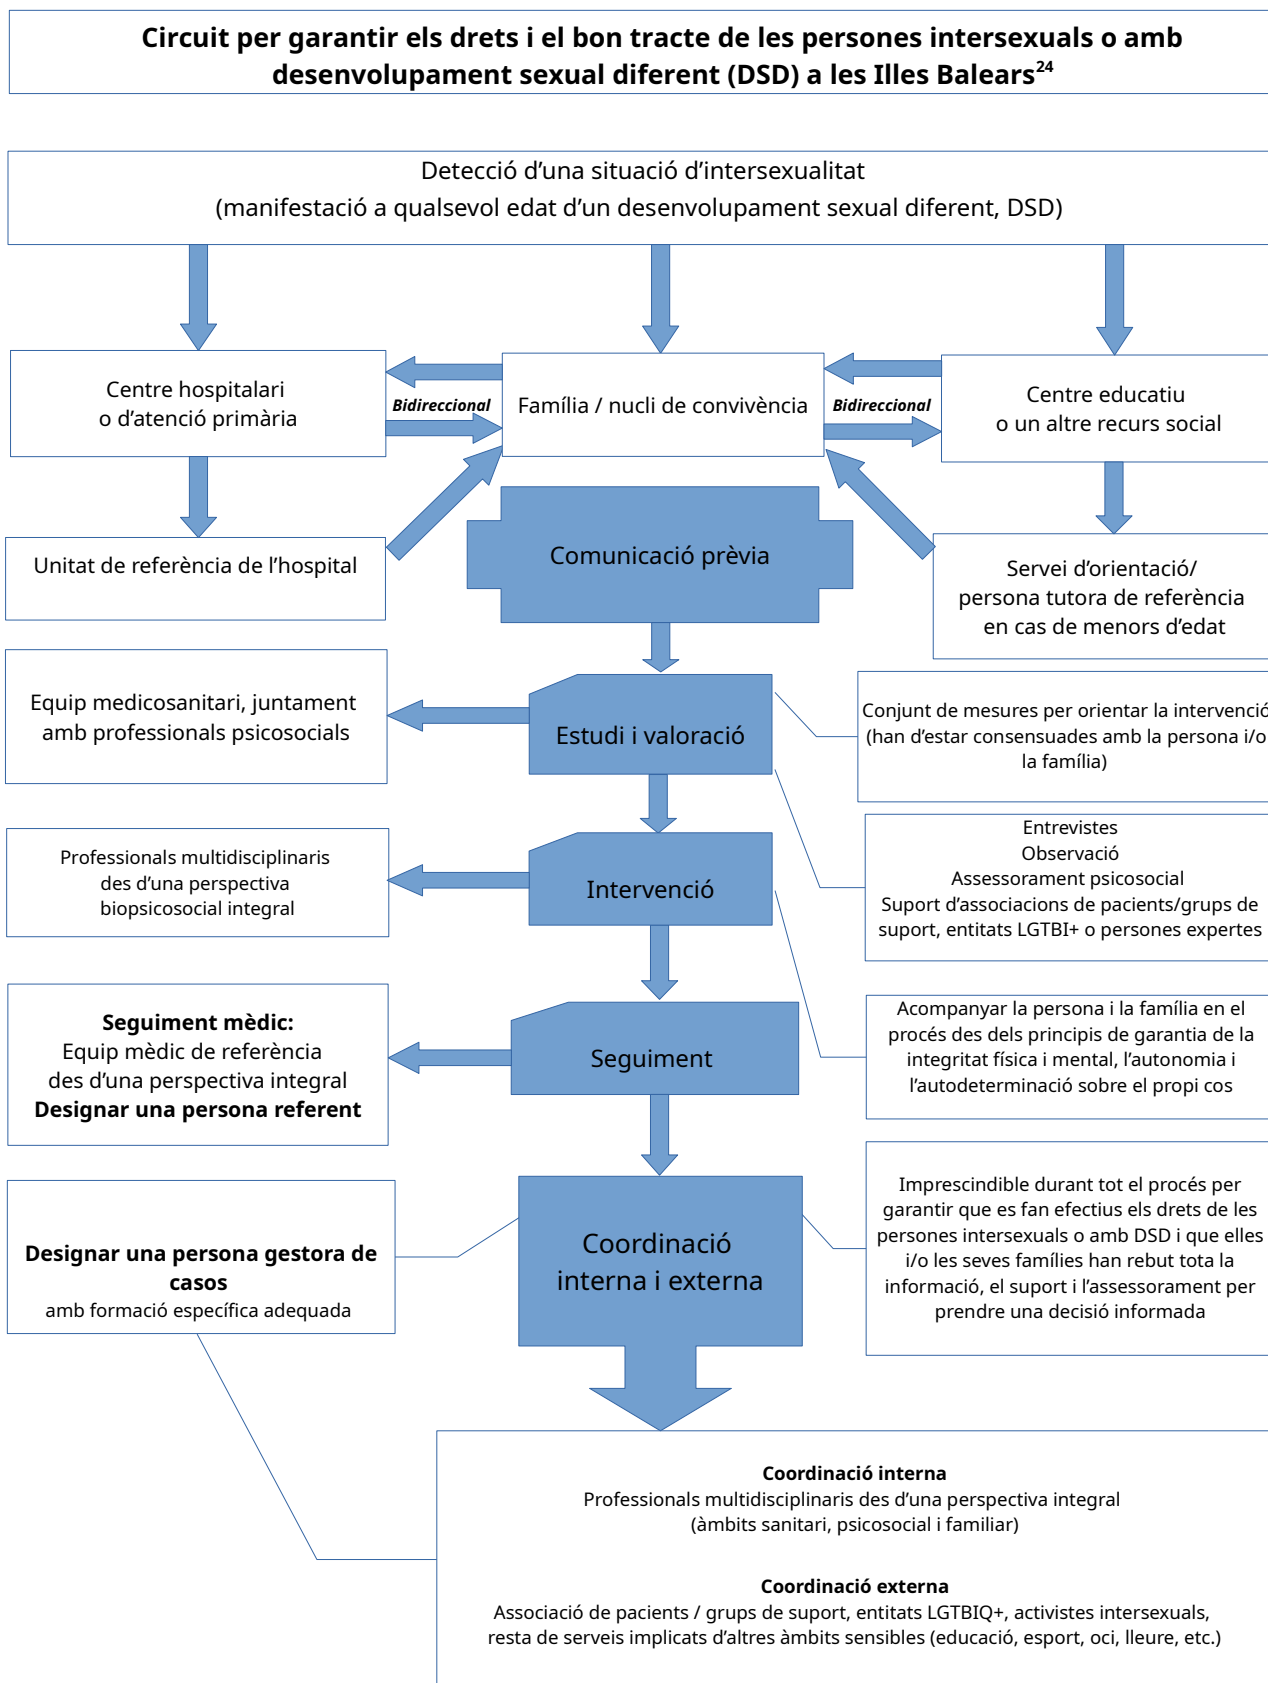 Circuit per garantir els drets i el bon tracte de les persones intersexuals o amb
desenvolupament sexual diferent (DSD) a les Illes Balears24
Detecció d’una situació d’intersexualitat
(manifestació a qualsevol edat d’un desenvolupament sexual diferent, DSD)
Centre hospitalari
o d’atenció primària
Bidireccional
Família / nucli de convivència
Bidireccional
Centre educatiu
o un altre recurs social
Unitat de referència de l’hospital
Comunicació prèvia
Servei d’orientació/
persona tutora de referència
en cas de menors d’edat
Equip medicosanitari, juntament
amb professionals psicosocials
Estudi i valoració
Conjunt de mesures per orientar la intervenció
(han d’estar consensuades amb la persona i/o
la família)
Professionals multidisciplinaris
des d’una perspectiva
biopsicosocial integral
Intervenció
Entrevistes
Observació
Assessorament psicosocial
Suport d’associacions de pacients/grups de
suport, entitats LGTBI+ o persones expertes
Seguiment mèdic:
Equip mèdic de referència
des d’una perspectiva integral
Designar una persona referent
Seguiment
Acompanyar la persona i la família en el
procés des dels principis de garantia de la
integritat física i mental, l’autonomia i
l’autodeterminació sobre el propi cos
Designar una persona gestora de
casos
amb formació específica adequada
Coordinació
interna i externa
Imprescindible durant tot el procés per
garantir que es fan efectius els drets de les
persones intersexuals o amb DSD i que elles
i/o les seves famílies han rebut tota la
informació, el suport i l’assessorament per
prendre una decisió informada
Coordinació interna
Professionals multidisciplinaris des d’una perspectiva integral
(àmbits sanitari, psicosocial i familiar)
Coordinació externa
Associació de pacients / grups de suport, entitats LGTBIQ+, activistes intersexuals,
resta de serveis implicats d’altres àmbits sensibles (educació, esport, oci, lleure, etc.)